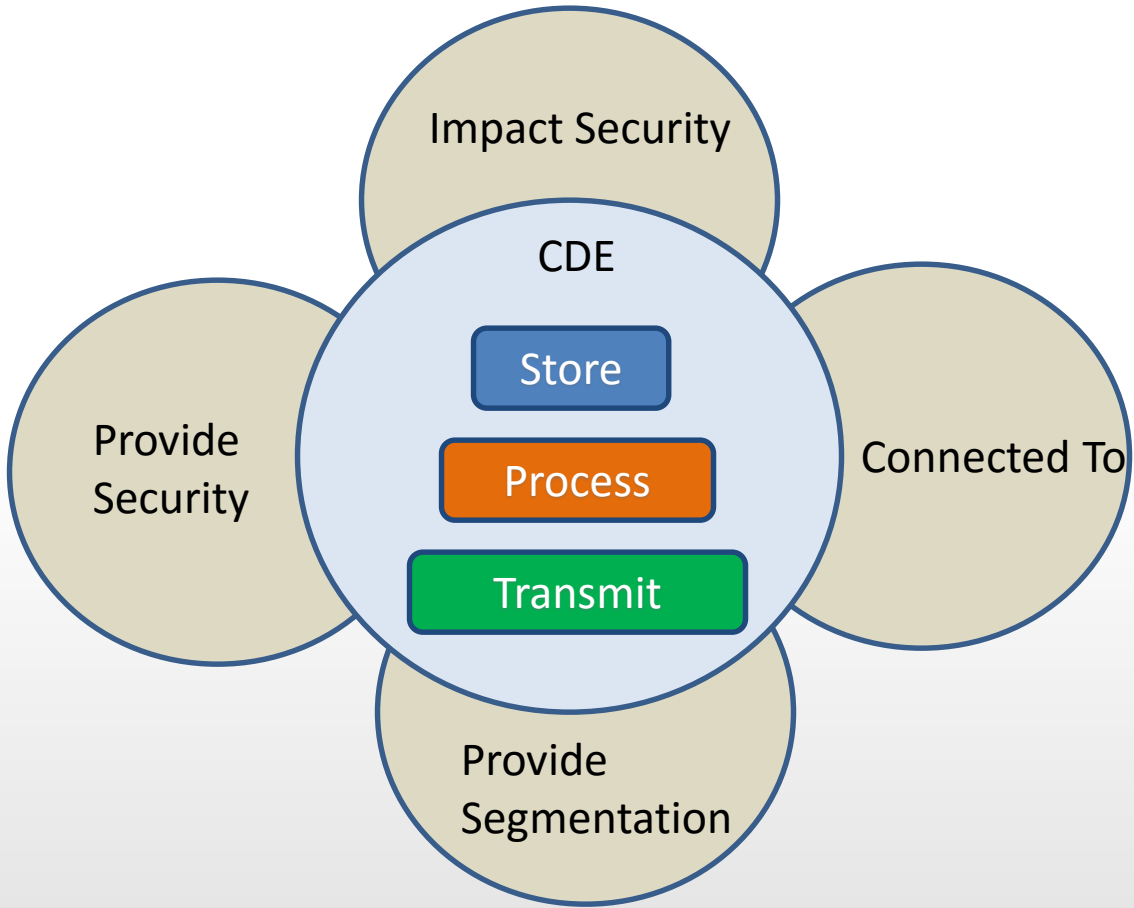 Impact Security
CDE
Store
Provide
Security
Process
Connected To
Transmit
Provide
Segmentation